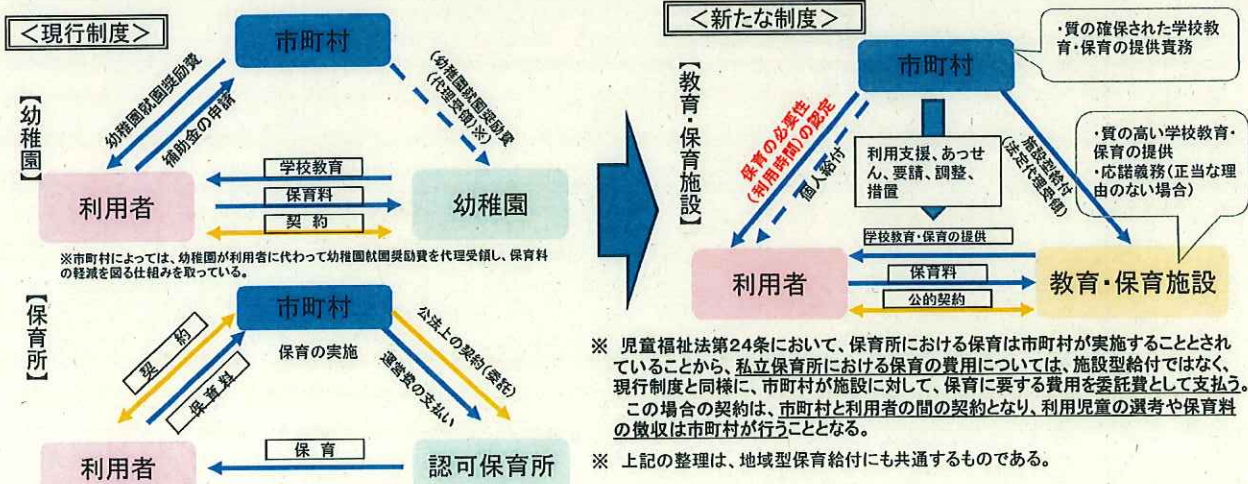 ＜現行制度＞
【幼稚園】
市町村
幼稚園就園奨励費
補助金の申請
(幼稚園就園奨励費)
(代理受領)(※)
利用者
学校教育
保育料
契 約
幼稚園
※市町村によっては、幼稚園が利用者に代わって幼稚園就園奨励費を代理受領し、保育料
の軽減を図る仕組みを取っている。
【保育所】
市町村
保育の実施
契 約
保 育 料
公法上の契約(委託)
運営費の支払い
利用者
保 育
認可保育所
＜新たな制度＞
【教育・保育施設】
市町村
・質の確保された学校教
育・保育の提供責務
保育の必要性
(利用時間)の認定
個人給付
利用支援、あっせ
ん、要請、調整、
措置
施設型給付
(法定代理受領)
・質の高い学校教育・
保育の提供
・応諾義務(正当な理
由のない場合)
利用者
学校教育・保育の提供
保育料
公的契約
教育・保育施設
※ 児童福祉法第24条において、保育所における保育は市町村が実施することとされ
ていることから、私立保育所における保育の費用については、施設型給付ではなく、
現行制度と同様に、市町村が施設に対して、保育に要する費用を委託費として支払う。
この場合の契約は、市町村と利用者の間の契約となり、利用児童の選考や保育料
の徴収は市町村が行うこととなる。
※ 上記の整理は、地域型保育給付にも共通するものである。